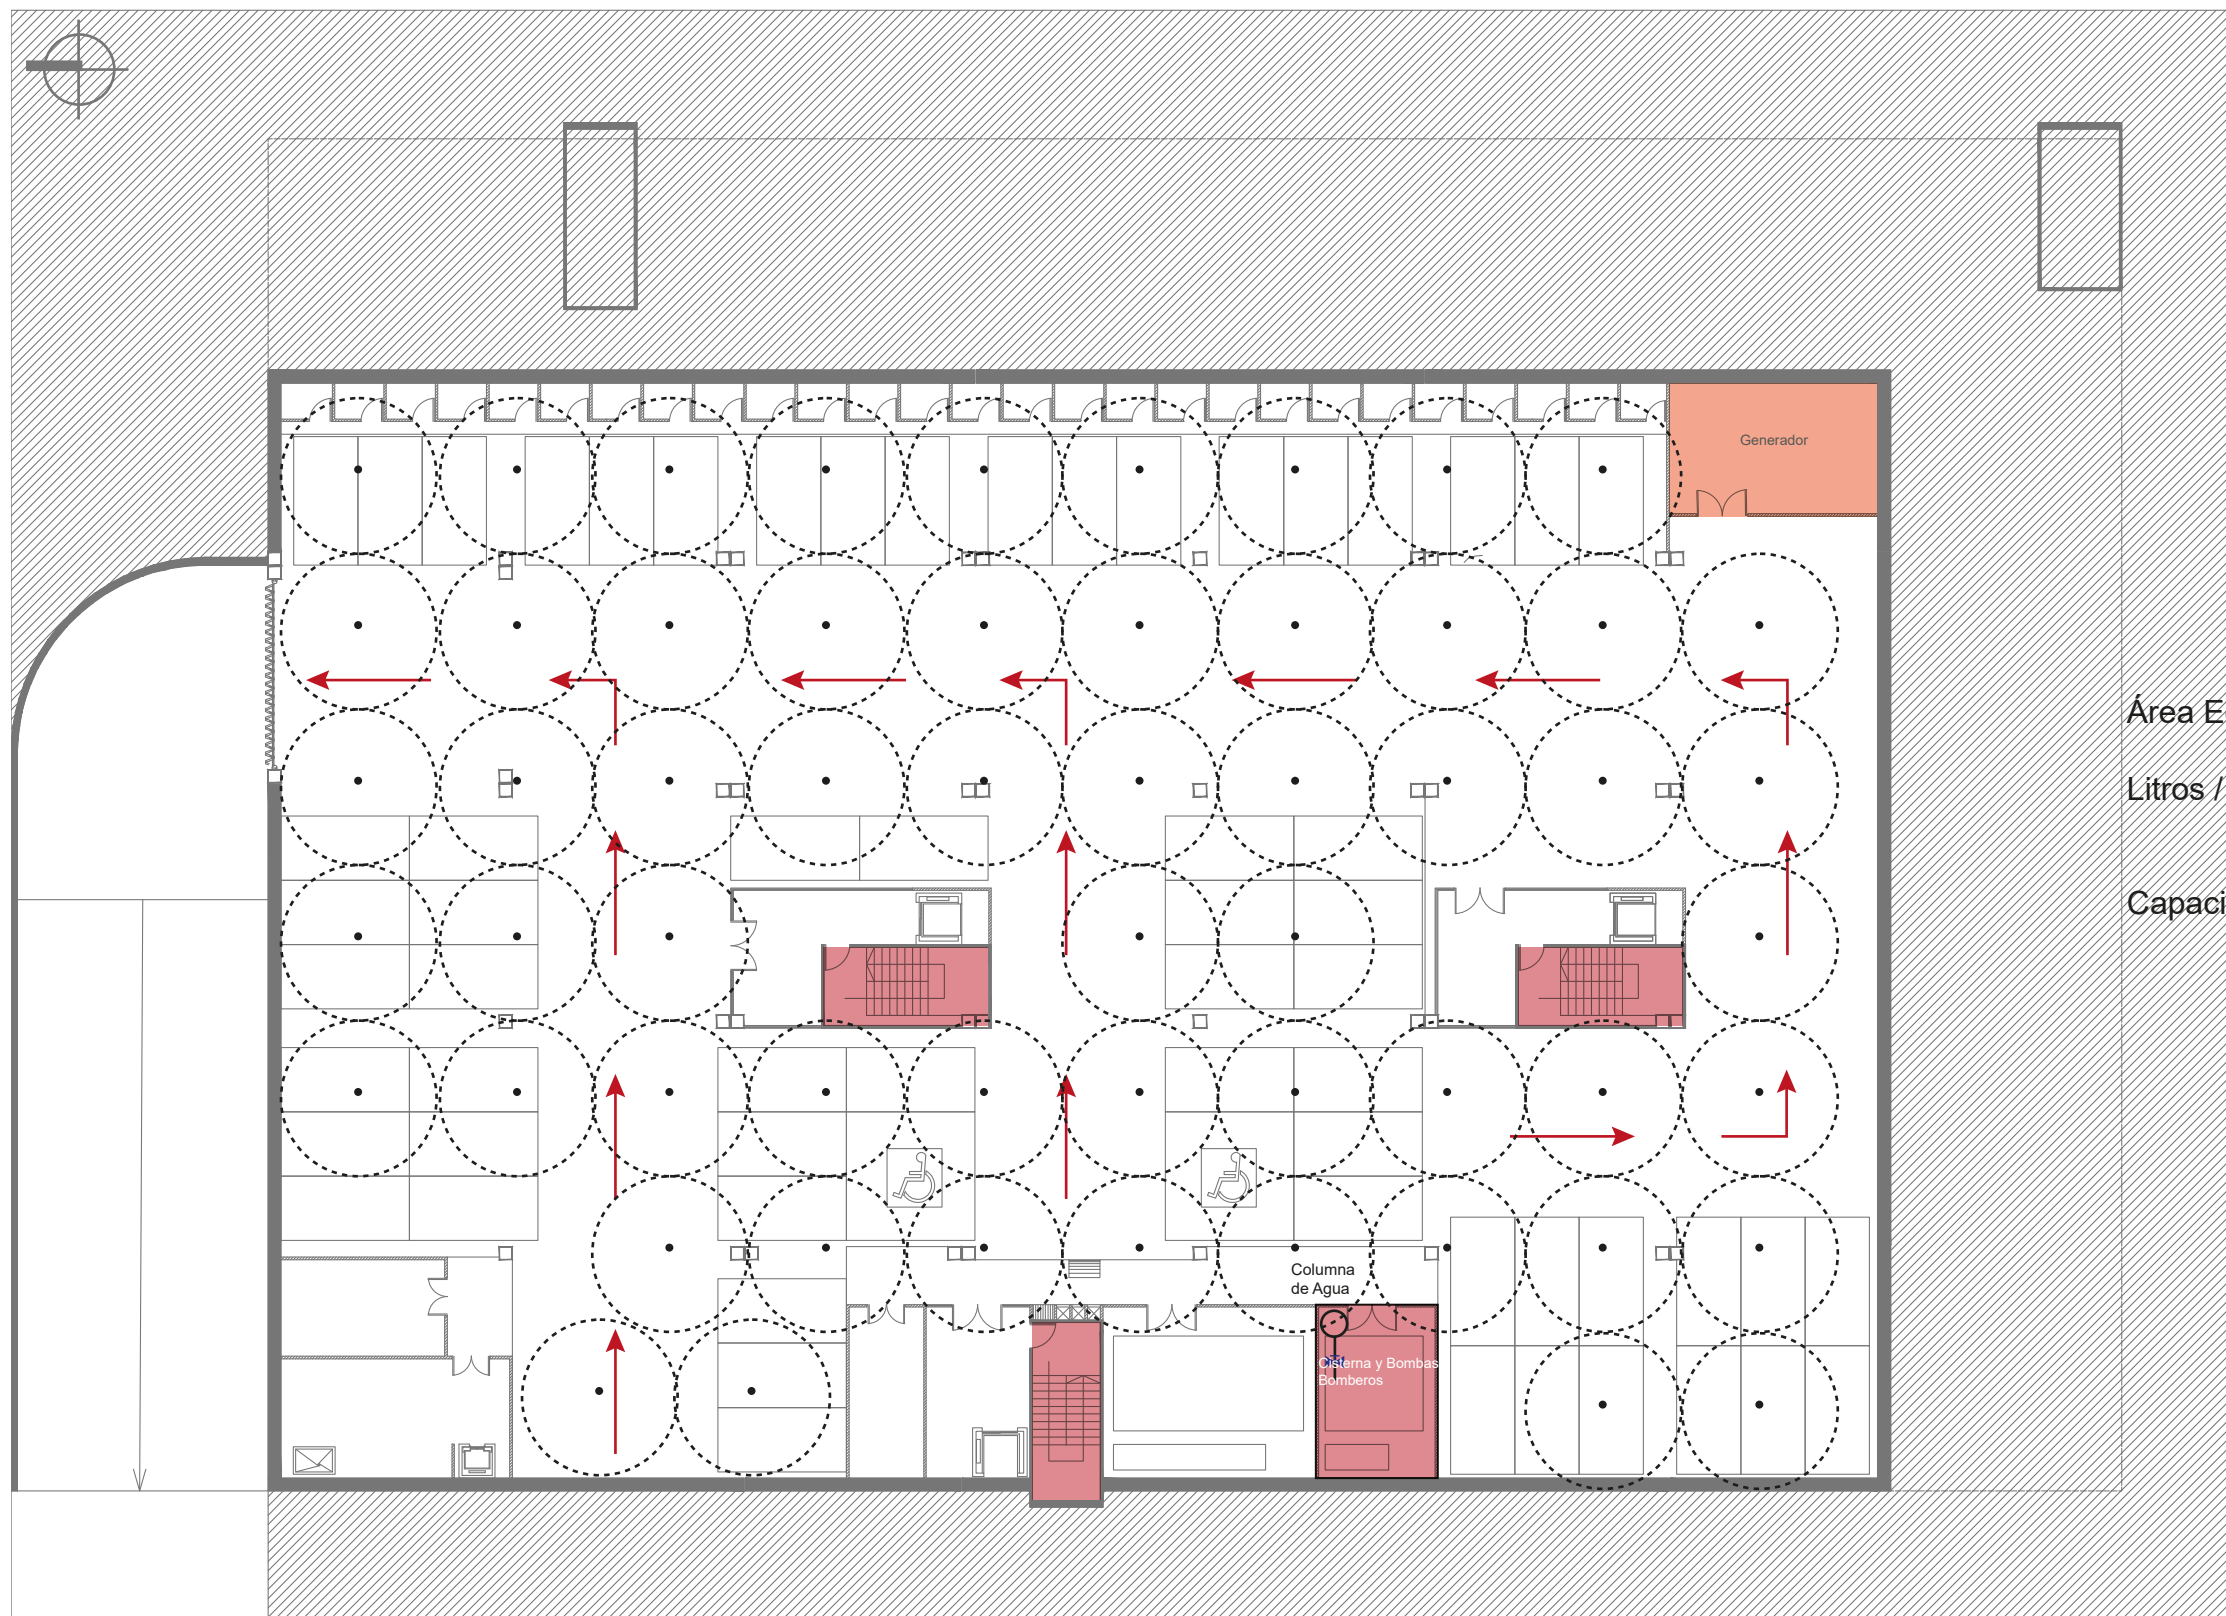 Generador
Área E
Litros /
Capaci
Columna
de Agua
Cisterna y Bombas
Bomberos